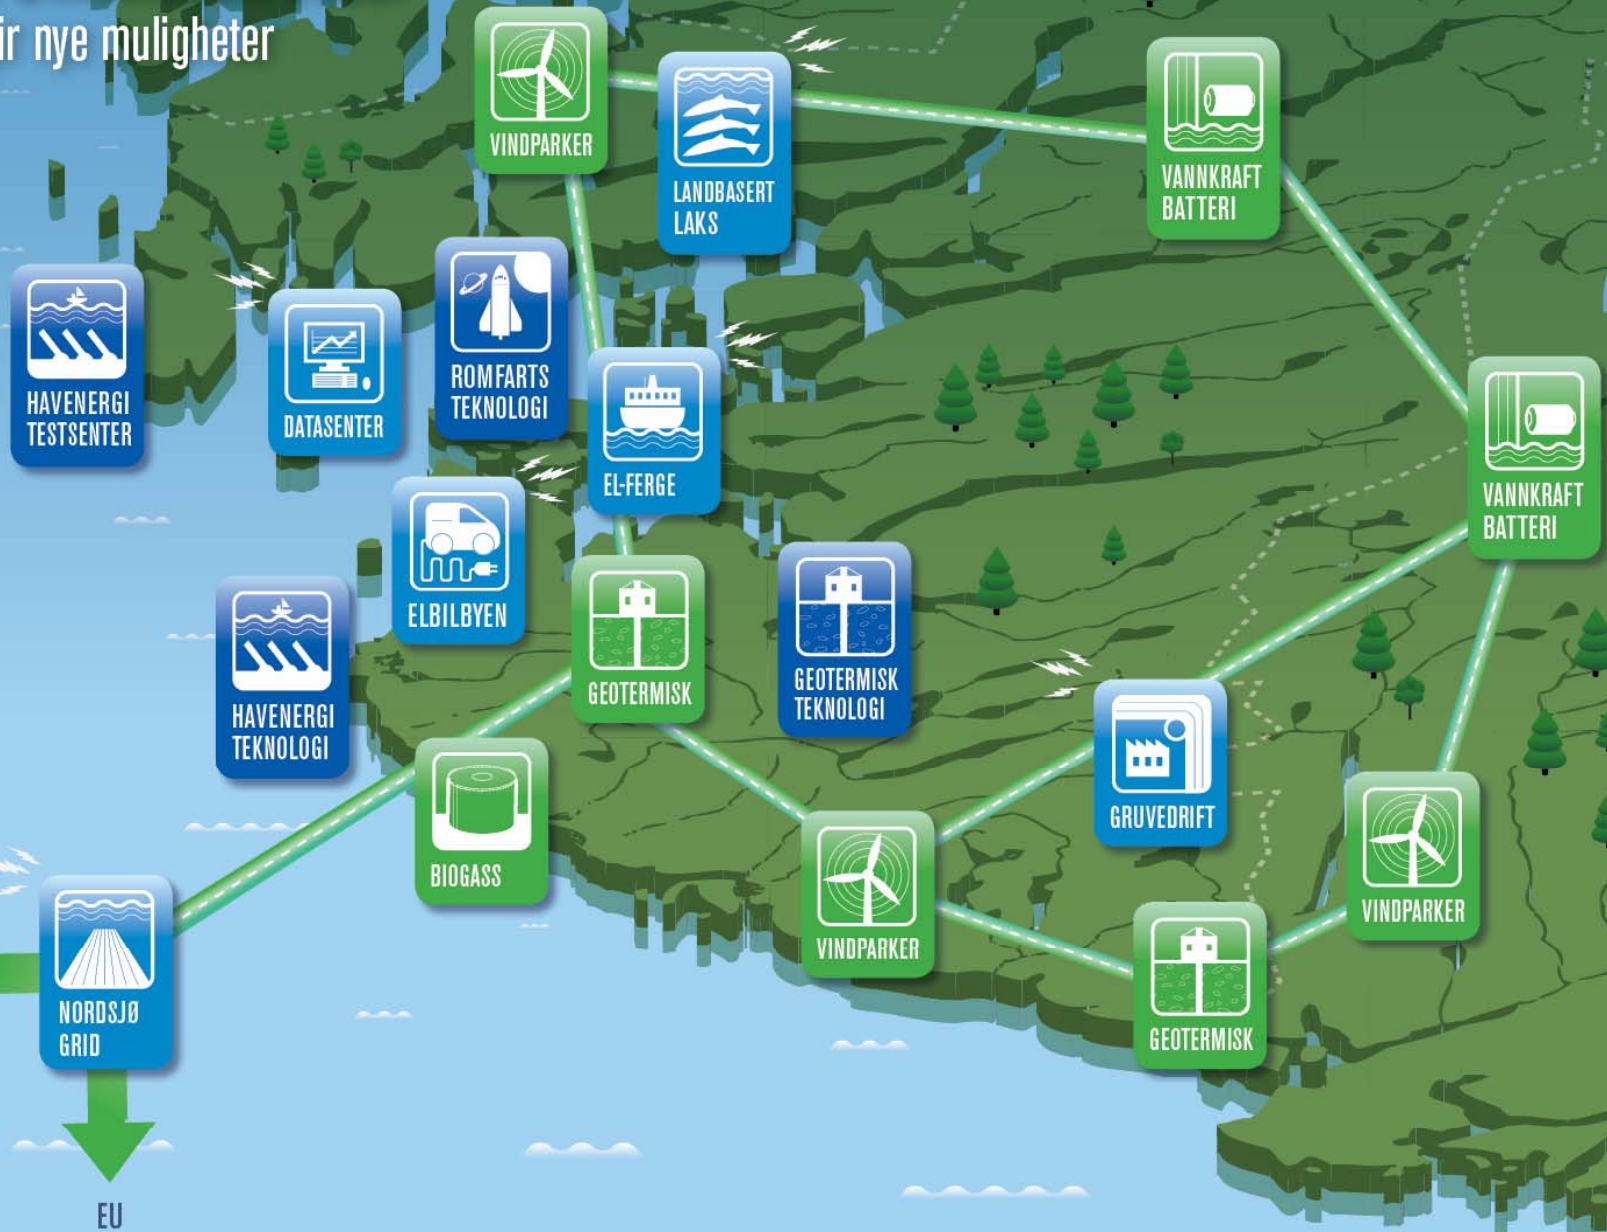 ir nye muligheter
VINDPARKER
LANDBASERT
LAKS
VANNKRAFT
BATTERI
HAVENERGI
TESTSENTER
DATASENTER
ROMFARTS
TEKNOLOGI
EL-FERGE
VANNKRAFT
BATTERI
ELBILBYEN
HAVENERGI
TEKNOLOGI
GEOTERMISK
GEOTERMISK
TEKNOLOGI
GRUVEDRIFT
BIOGASS
VINDPARKER
VINDPARKER
NORDSJØ
GRID
GEOTERMISK
EU